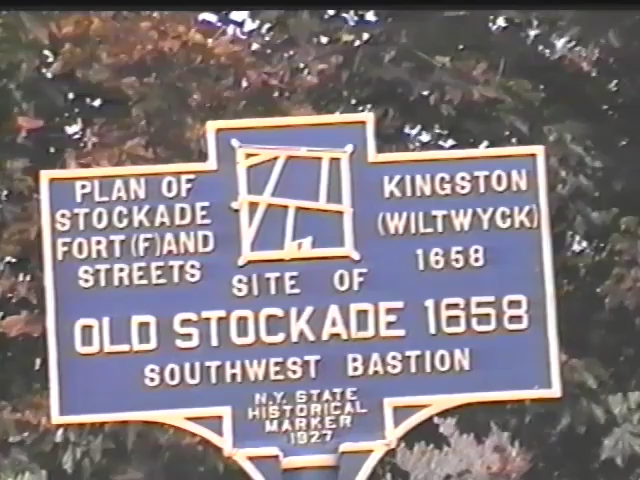 PLAN OF
STOCKADE
FORT (F) AND
STREETS
KINGSTON
(WILTWYCK)
1658
SITE OF
OLD STOCKADE 1658
SOUTHWEST BASTION
N.Y. STATE
HISTORICAL
MARKER
1927